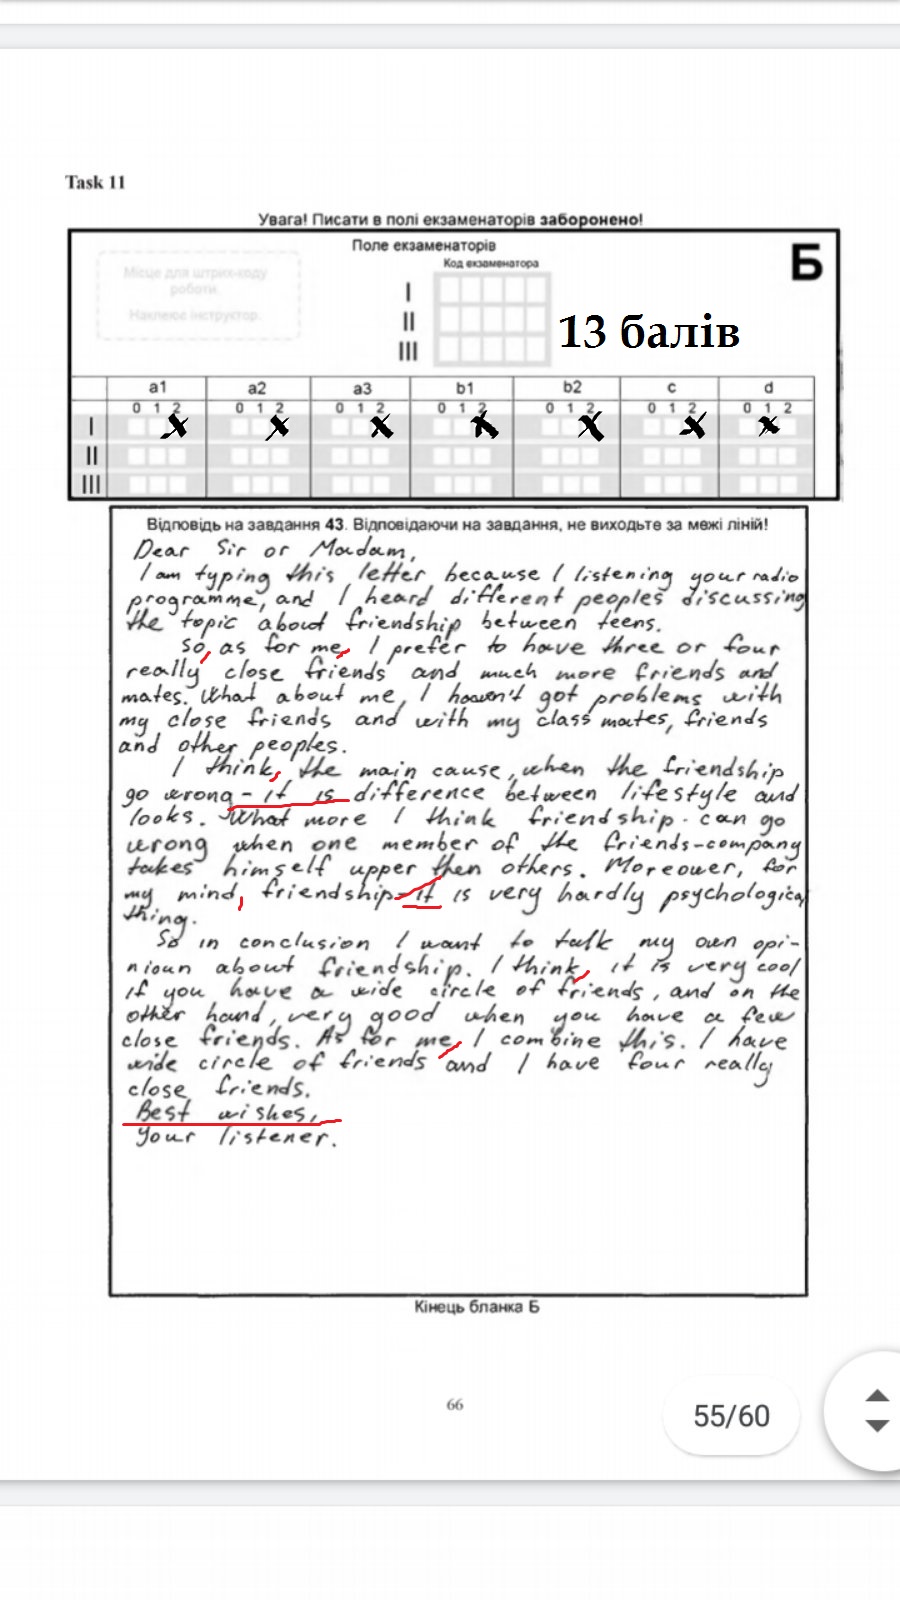 Task 11
Увага! Писати в полі екзаменаторів заборонено!
Поле екзаменаторів
Б
Код екзаменатора
Місце для штрих-коду
роботи.
Наклеює інструктор.
I
II
III
13 балів
a1 a2 a3 b1 b2 c d
0 1 2 0 1 2 0 1 2 0 1 2 0 1 2 0 1 2 0 1 2
I
II
III
Відповідь на завдання 43. Відповідаючи на завдання, не виходьте за межі ліній!
Dear Sir or Madam,
I am typing this letter because I listening your radio
programme, and I heard different peoples discussing
the topic about friendship between teens.
So, as for me, I prefer to have three or four
really close friends and much more friends and
mates. What about me, I haven't got problems with
my close friends and with my class mates, friends
and other peoples.
I think, the main cause, when the friendship
go wrong - it is difference between lifestyle and
looks. What more I think friendship can go
wrong when one member of the friends-company
takes himself upper then others. Moreover, for
my mind, friendship - it is very hardly psychological
thing.
So in conclusion I want to talk my own opi-
nioun about friendship. I think, it is very cool
if you have a wide circle of friends, and on the
other hand, very good when you have a few
close friends. As for me, I combine this. I have
wide circle of friends and I have four really
close friends.
Best wishes,
Your listener.
Кінець бланка Б
66
55/60